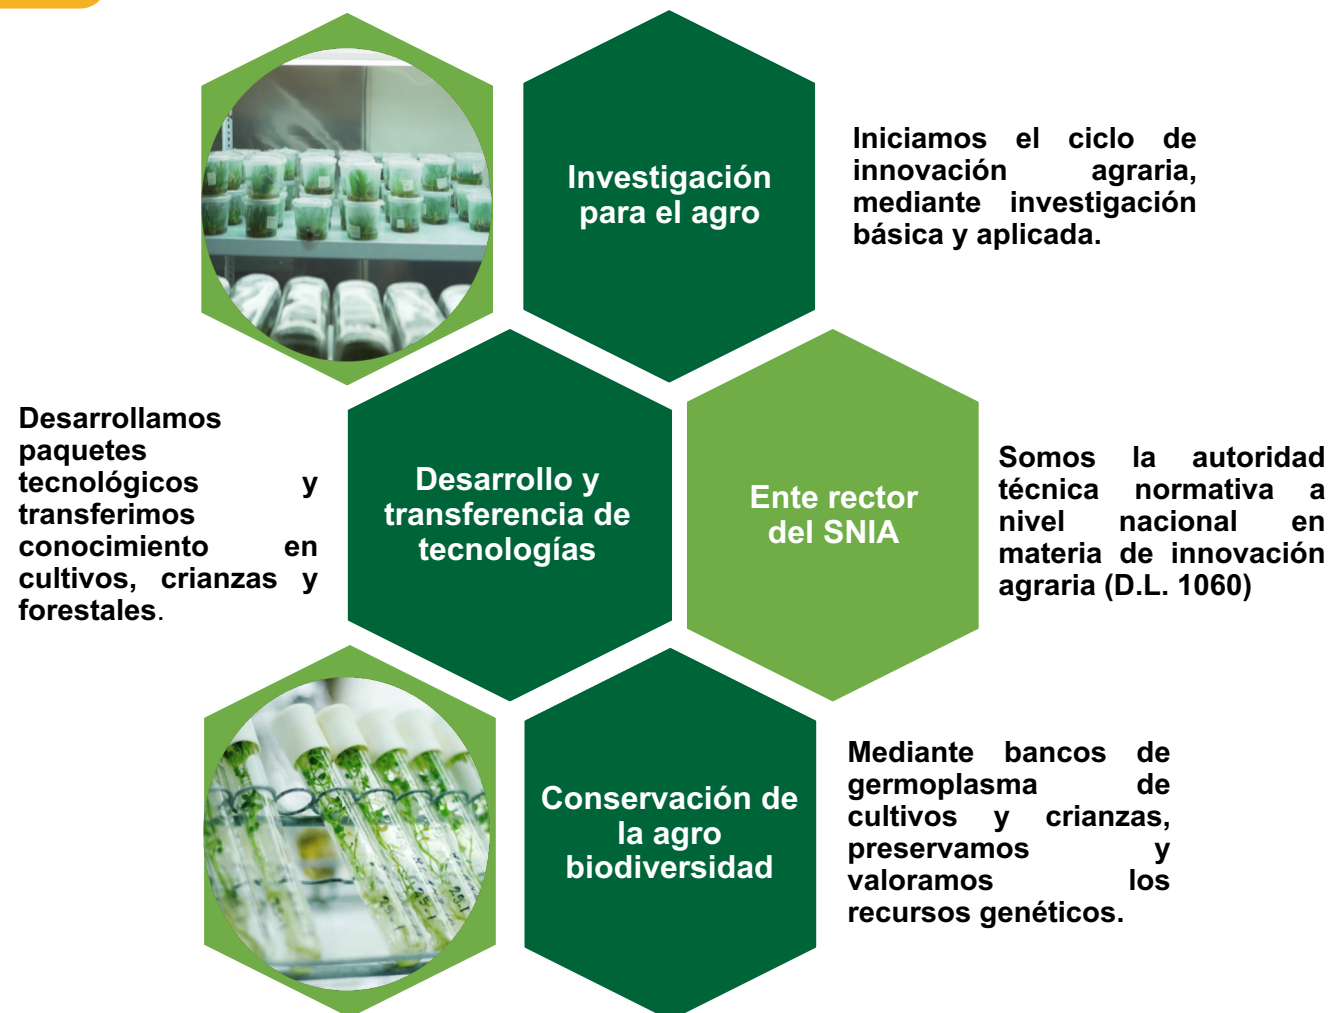 Investigación
para el agro
Iniciamos el ciclo de
innovación agraria,
mediante investigación
básica y aplicada.
Desarrollamos
paquetes
tecnológicos y
transferimos
conocimiento en
cultivos, crianzas y
forestales.
Desarrollo y
transferencia de
tecnologías
Ente rector
del SNIA
Somos la autoridad
técnica normativa a
nivel nacional en
materia de innovación
agraria (D.L. 1060)
Conservación de
la agro
biodiversidad
Mediante bancos de
germoplasma de
cultivos y crianzas,
preservamos y
valoramos los
recursos genéticos.